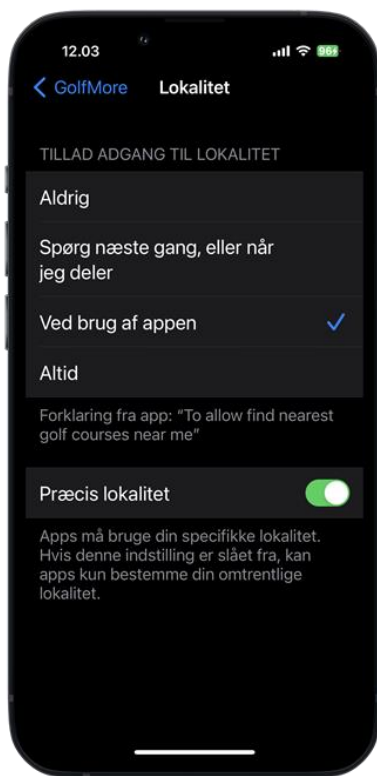 12.03
96+
GolfMore
Lokalitet
TILLAD ADGANG TIL LOKALITET
Aldrig
Spørg næste gang, eller når
jeg deler
Ved brug af appen
Altid
Forklaring fra app: "To allow find nearest
golf courses near me"
Præcis lokalitet
Apps må bruge din specifikke lokalitet.
Hvis denne indstilling er slået fra, kan
apps kun bestemme din omtrentlige
lokalitet.